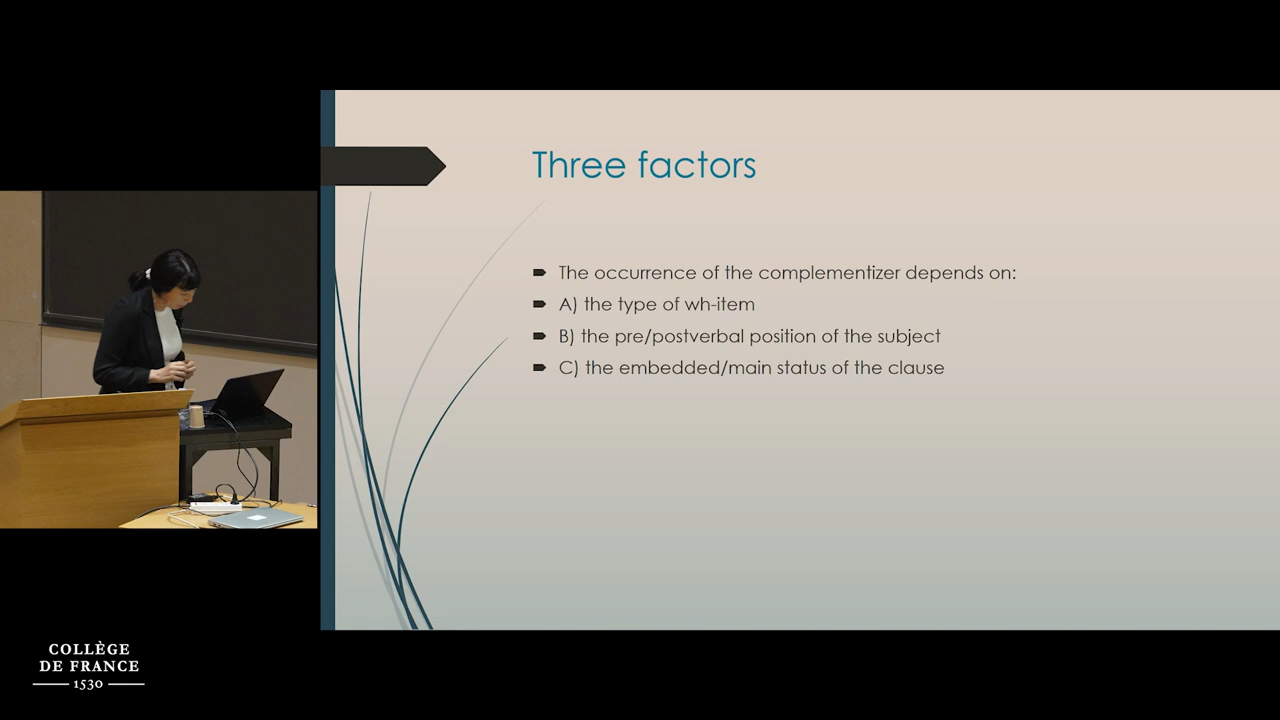 Three factors
The occurrence of the complementizer depends on:
A) the type of wh-item
B) the pre/postverbal position of the subject
C) the embedded/main status of the clause
COLLÈGE
DE FRANCE
1530